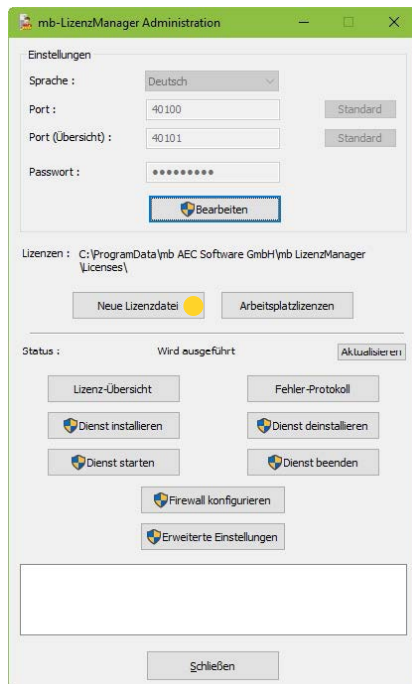 mb-LizenzManager Administration
Einstellungen
Sprache :
Deutsch
Port :
40100
Standard
Port (Übersicht) :
40101
Standard
Passwort :
•••••••••
Bearbeiten
Lizenzen : C:\ProgramData\mb AEC Software GmbH\mb LizenzManager
\Licenses\
Neue Lizenzdatei
Arbeitsplatzlizenzen
Status :
Wird ausgeführt
Aktualisieren
Lizenz-Übersicht
Fehler-Protokoll
Dienst installieren
Dienst deinstallieren
Dienst starten
Dienst beenden
Firewall konfigurieren
Erweiterte Einstellungen
Schließen